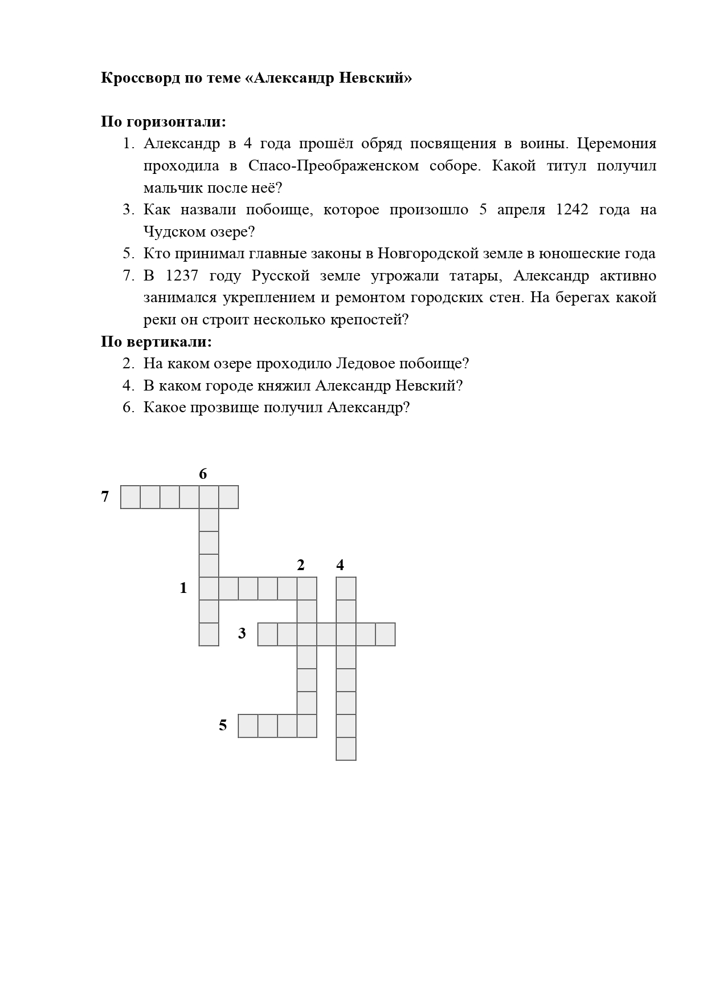 Кроссворд по теме «Александр Невский»
По горизонтали:
1. Александр в 4 года прошёл обряд посвящения в воины. Церемония
проходила в Спасо-Преображенском соборе. Какой титул получил
мальчик после неё?
3. Как назвали побоище, которое произошло 5 апреля 1242 года на
Чудском озере?
5. Кто принимал главные законы в Новгородской земле в юношеские года
7. В 1237 году Русской земле угрожали татары, Александр активно
занимался укреплением и ремонтом городских стен. На берегах какой
реки он строит несколько крепостей?
По вертикали:
2. На каком озере проходило Ледовое побоище?
4. В каком городе княжил Александр Невский?
6. Какое прозвище получил Александр?
6
7
2 4
1
3
5